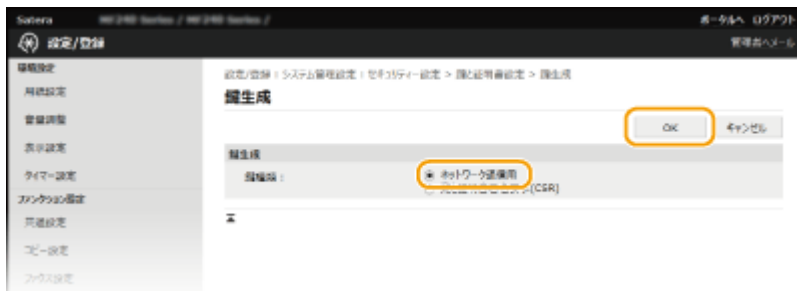 Satera
ポータルへ ログアウト
設定/登録
管理者へメール
環境設定
用紙設定
音量調整
表示設定
タイマー設定
ファンクション設定
共通設定
コピー設定
ファクス設定
設定/登録 : システム管理設定 : セキュリティー設定 > 鍵と証明書設定 > 鍵生成
鍵生成
OK
キャンセル
鍵生成
鍵種類 :
ネットワーク通信用
(CSR)